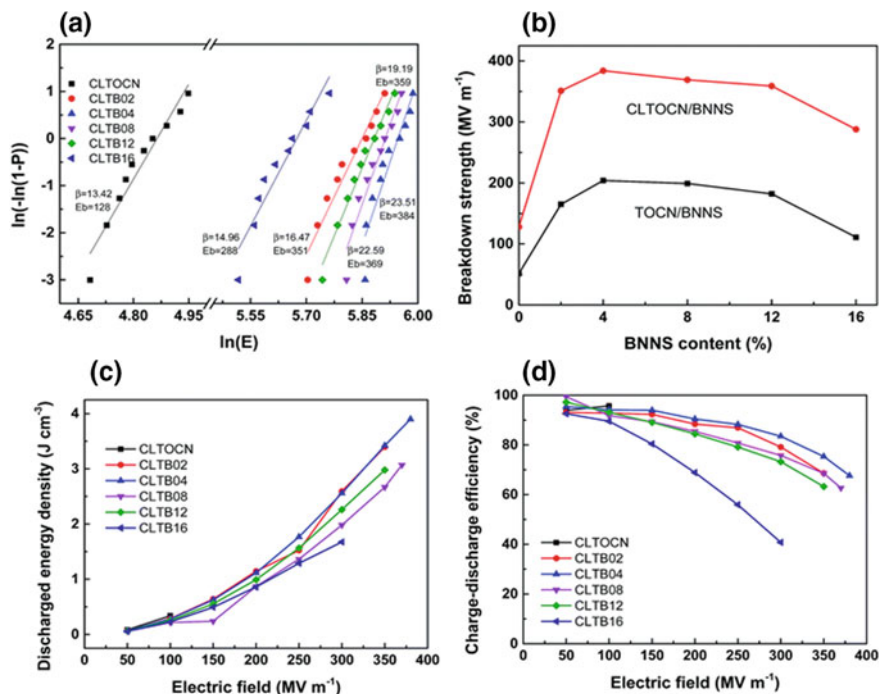 (a)
ln(-ln(1-P))
2
1
0
-1
-2
-3
CLTOCN
CLTB02
CLTB04
CLTB08
CLTB12
CLTB16
β=13.42
Eb=128
β=14.96
Eb=288
β=16.47
Eb=351
β=19.19
Eb=359
β=22.59
Eb=369
β=23.51
Eb=384
4.65 4.80 4.95 5.55 5.70 5.85 6.00
ln(E)
(b)
Breakdown strength (MV m⁻¹)
400
300
200
100
0
CLTOCN/BNNS
TOCN/BNNS
0 4 8 12 16
BNNS content (%)
(c)
Discharged energy density (J cm⁻³)
4
3
2
1
0
CLTOCN
CLTB02
CLTB04
CLTB08
CLTB12
CLTB16
0 50 100 150 200 250 300 350 400
Electric field (MV m⁻¹)
(d)
Charge-discharge efficiency (%)
100
90
80
70
60
50
40
30
20
10
0
CLTOCN
CLTB02
CLTB04
CLTB08
CLTB12
CLTB16
0 50 100 150 200 250 300 350 400
Electric field (MV m⁻¹)